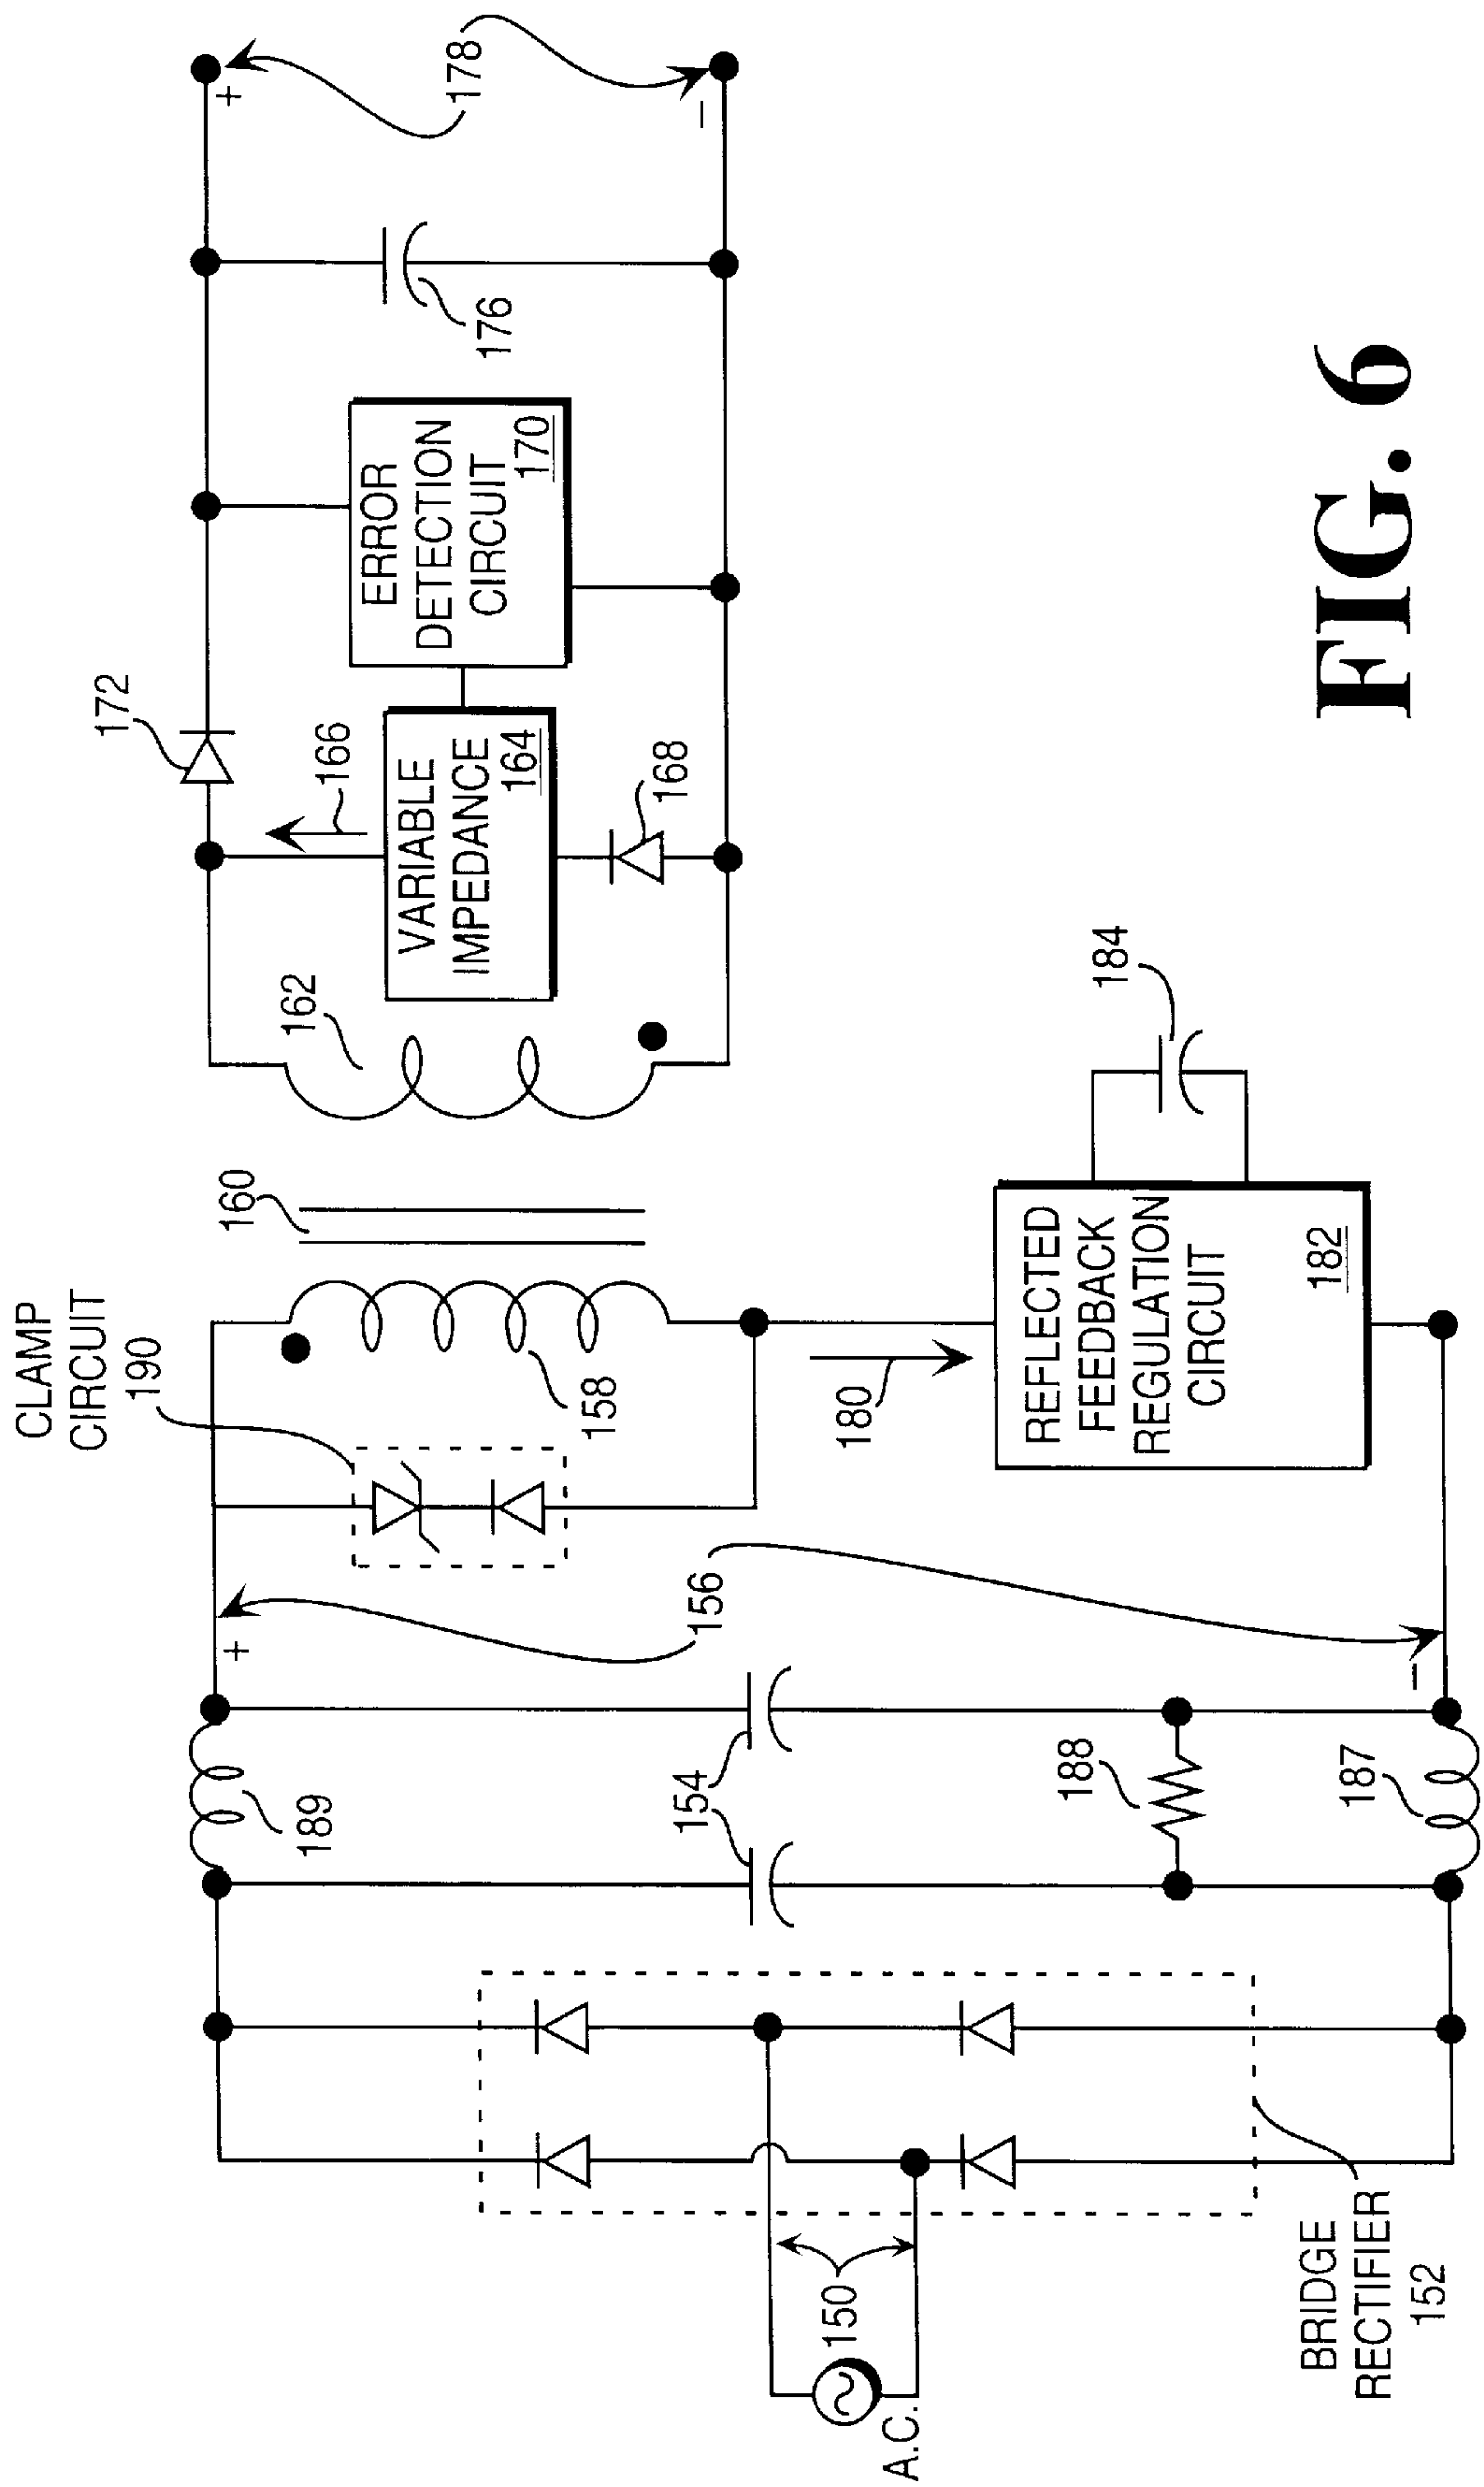 CLAMP
CIRCUIT
190
160
162
172
166
178
+
+
+
−
−
−
189
158
VARIABLE
IMPEDANCE
164
168
ERROR
DETECTION
CIRCUIT
170
176
156
154
150
A.C.
188
187
180
REFLECTED
FEEDBACK
REGULATION
CIRCUIT
182
184
BRIDGE
RECTIFIER
152
FIG. 6